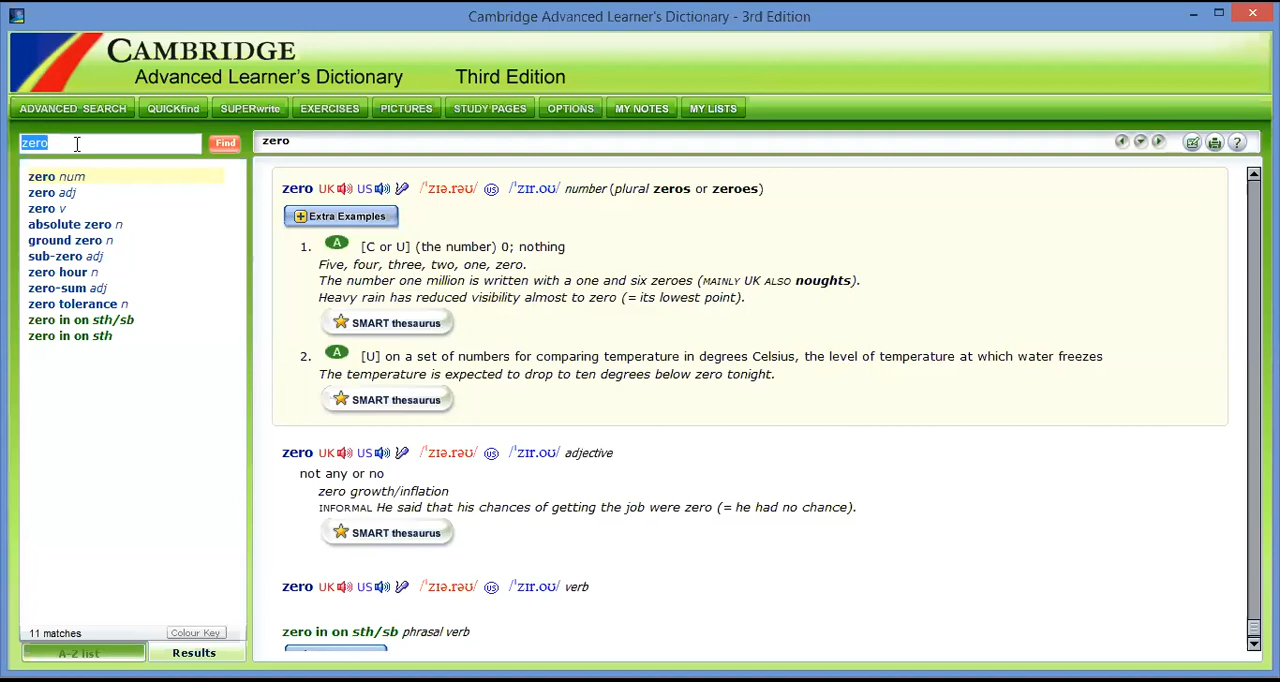 Cambridge Advanced Learner's Dictionary - 3rd Edition
CAMBRIDGE
Advanced Learner's Dictionary Third Edition
ADVANCED SEARCH QUICKfind SUPERwrite EXERCISES PICTURES STUDY PAGES OPTIONS MY NOTES MY LISTS
zero Find
zero num
zero adj
zero v
absolute zero n
ground zero n
sub-zero adj
zero hour n
zero-sum adj
zero tolerance n
zero in on sth/sb
zero in on sth
11 matches Colour Key
A-Z list Results
zero
zero UK US /ˈzɪə.rəʊ/ US /ˈzɪr.oʊ/ number (plural zeros or zeroes)
Extra Examples
1. A [C or U] (the number) 0; nothing
Five, four, three, two, one, zero.
The number one million is written with a one and six zeroes (MAINLY UK ALSO noughts).
Heavy rain has reduced visibility almost to zero (= its lowest point).
SMART thesaurus
2. A [U] on a set of numbers for comparing temperature in degrees Celsius, the level of temperature at which water freezes
The temperature is expected to drop to ten degrees below zero tonight.
SMART thesaurus
zero UK US /ˈzɪə.rəʊ/ US /ˈzɪr.oʊ/ adjective
not any or no
zero growth/inflation
INFORMAL He said that his chances of getting the job were zero (= he had no chance).
SMART thesaurus
zero UK US /ˈzɪə.rəʊ/ US /ˈzɪr.oʊ/ verb
zero in on sth/sb phrasal verb